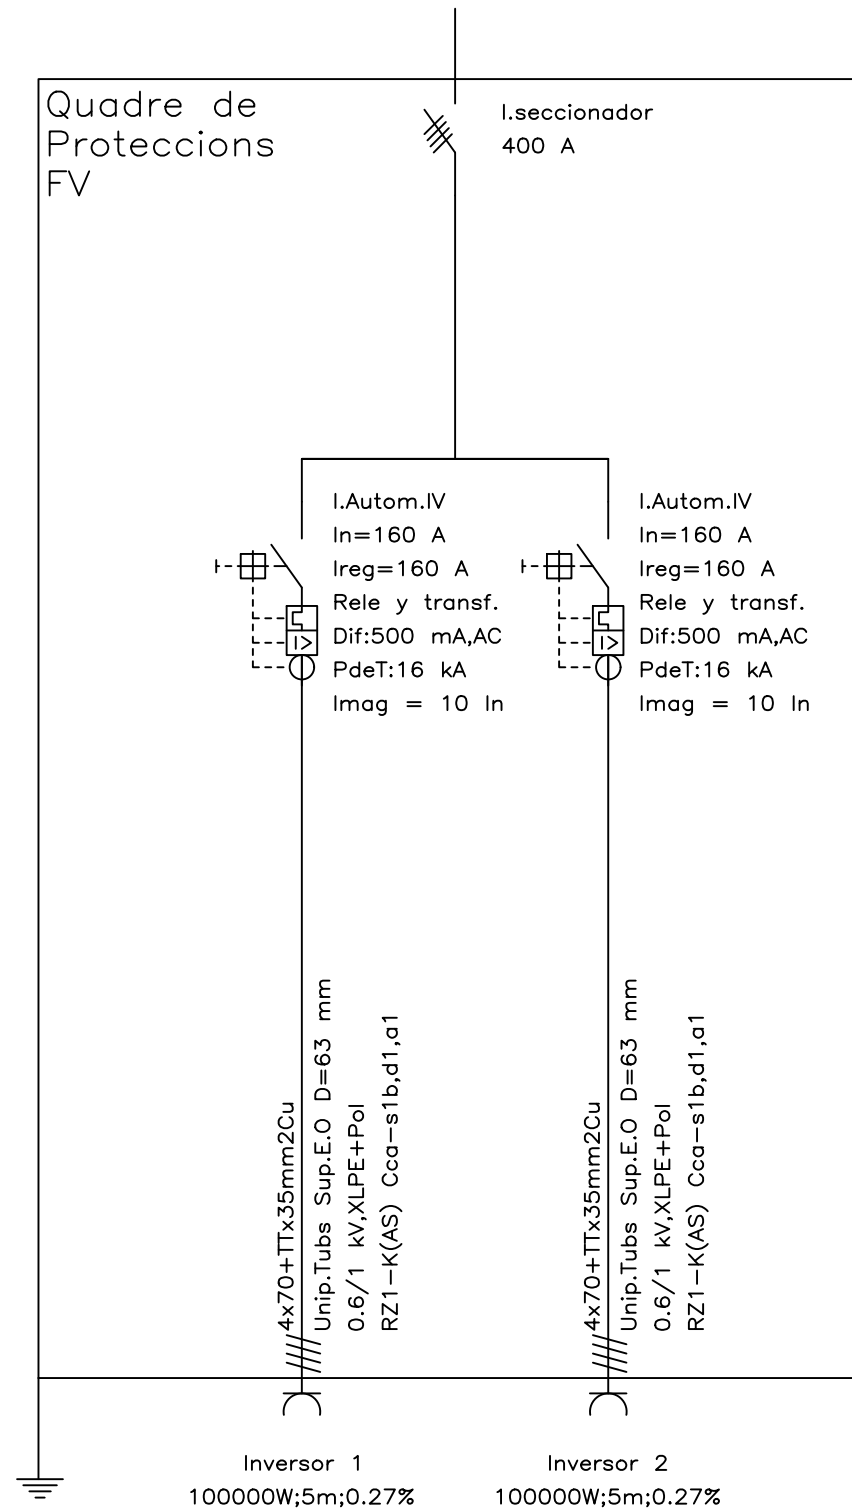 Quadre de
Proteccions
FV
I.seccionador
400 A
I.Autom.IV
In=160 A
Ireg=160 A
Rele y transf.
Dif:500 mA,AC
PdeT:16 kA
Imag = 10 In
I.Autom.IV
In=160 A
Ireg=160 A
Rele y transf.
Dif:500 mA,AC
PdeT:16 kA
Imag = 10 In
4x70+TTx35mm2Cu
Unip.Tubs Sup.E.O D=63 mm
0.6/1 kV,XLPE+Pol
RZ1-K(AS) Cca-s1b,d1,a1
4x70+TTx35mm2Cu
Unip.Tubs Sup.E.O D=63 mm
0.6/1 kV,XLPE+Pol
RZ1-K(AS) Cca-s1b,d1,a1
Inversor 1
100000W;5m;0.27%
Inversor 2
100000W;5m;0.27%